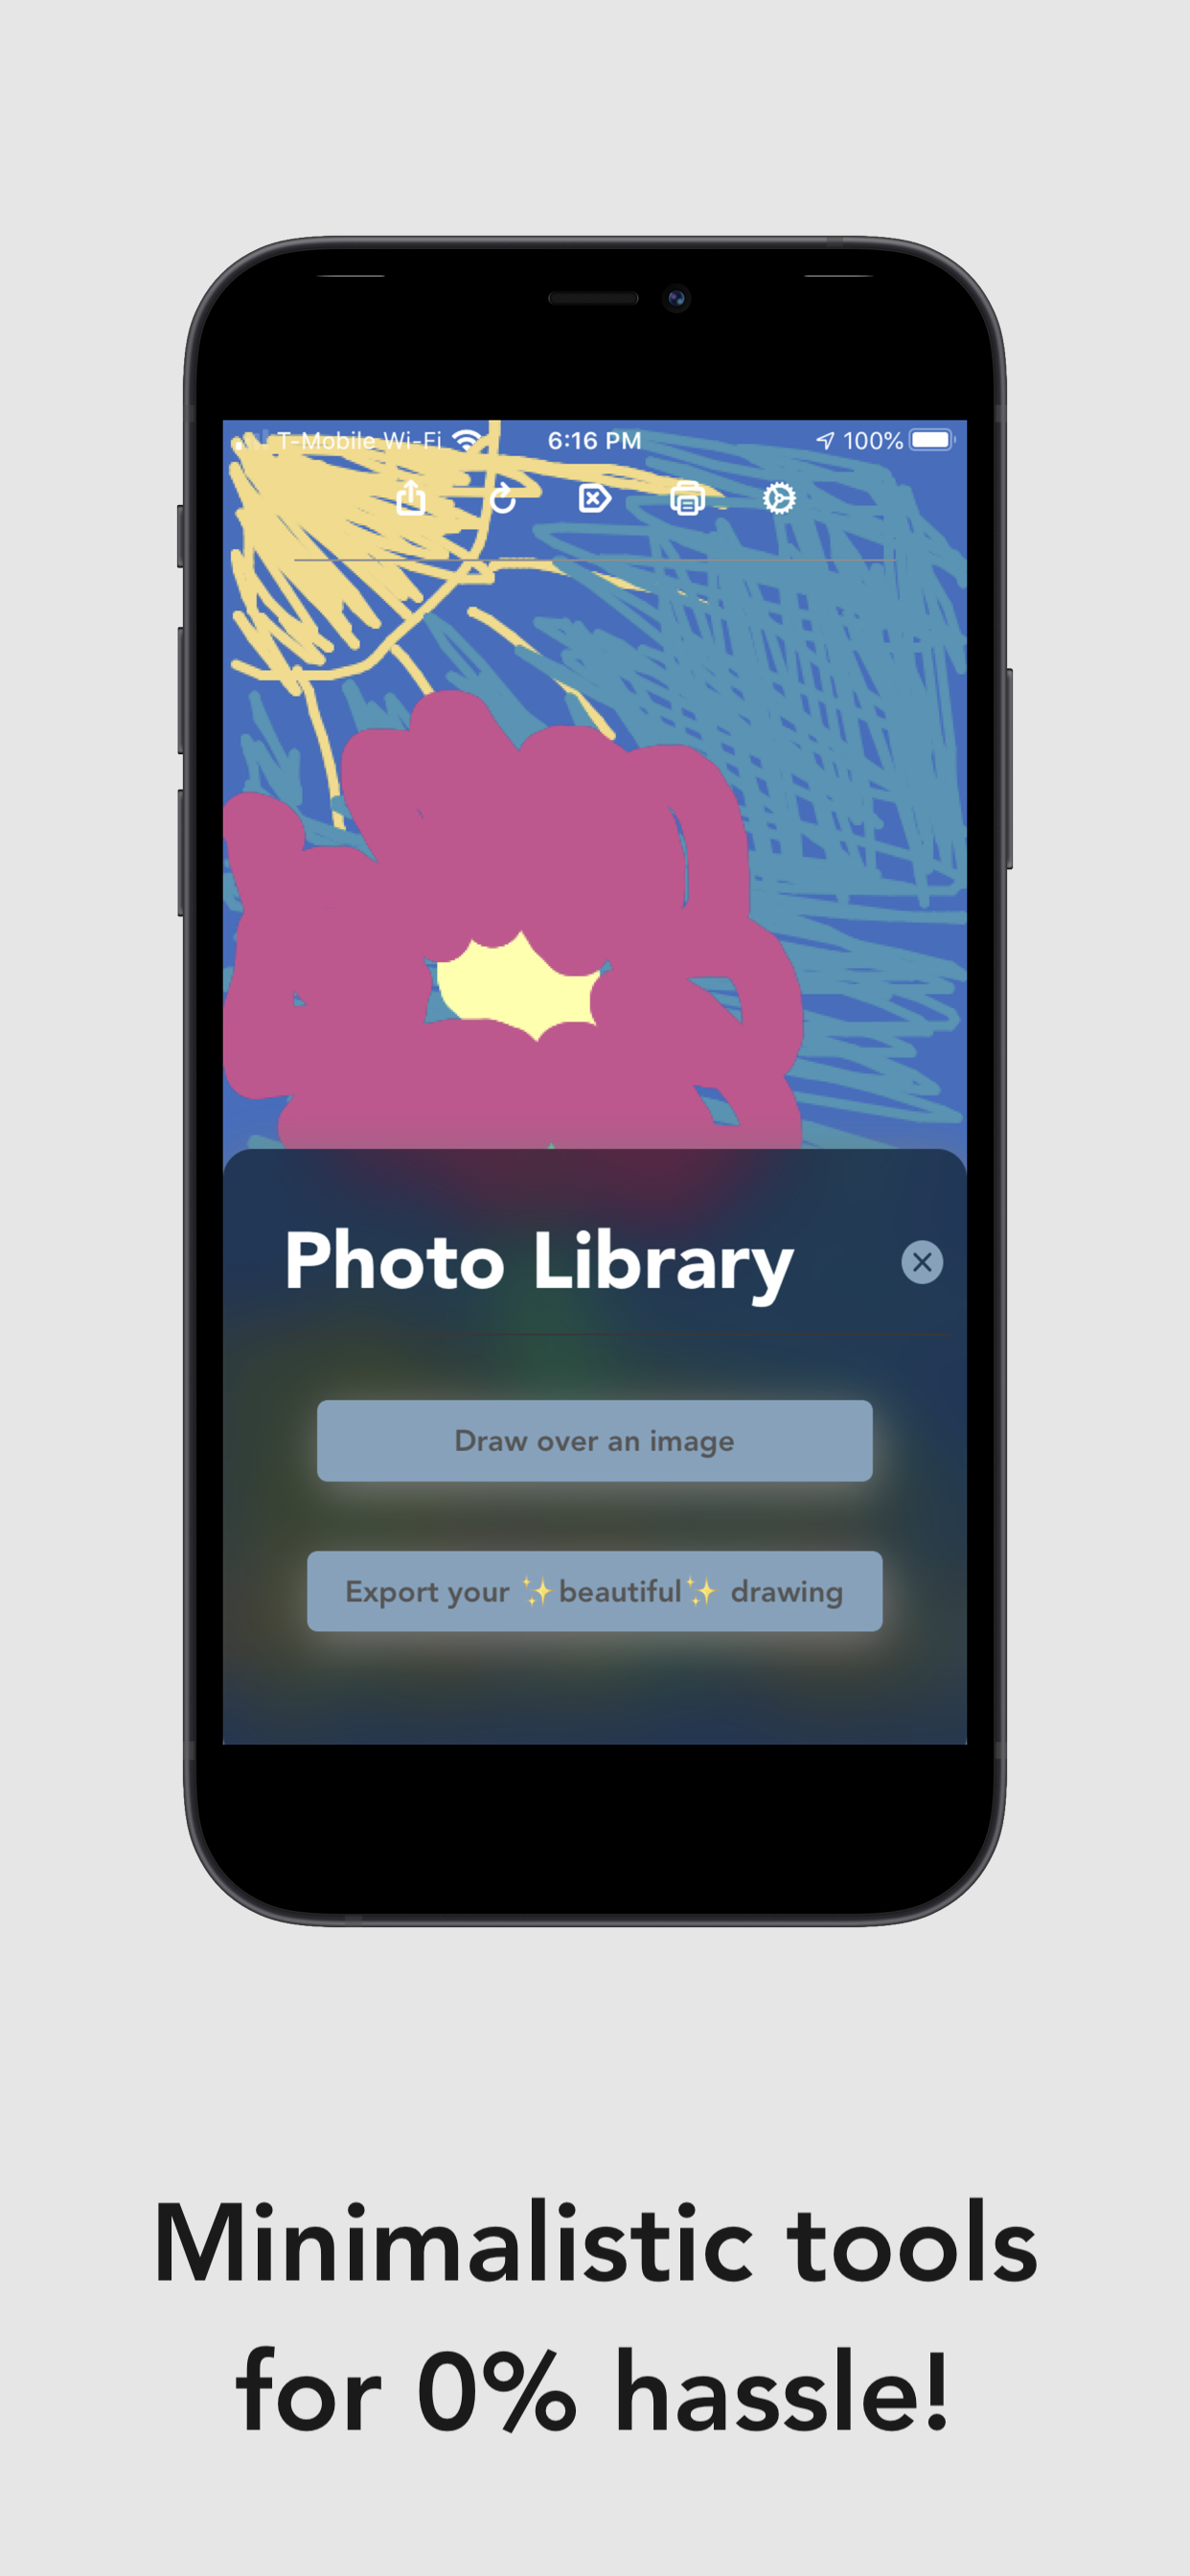 T-Mobile Wi-Fi 6:16 PM 100%
Photo Library
Draw over an image
Export your ✨beautiful✨ drawing
Minimalistic tools
for 0% hassle!